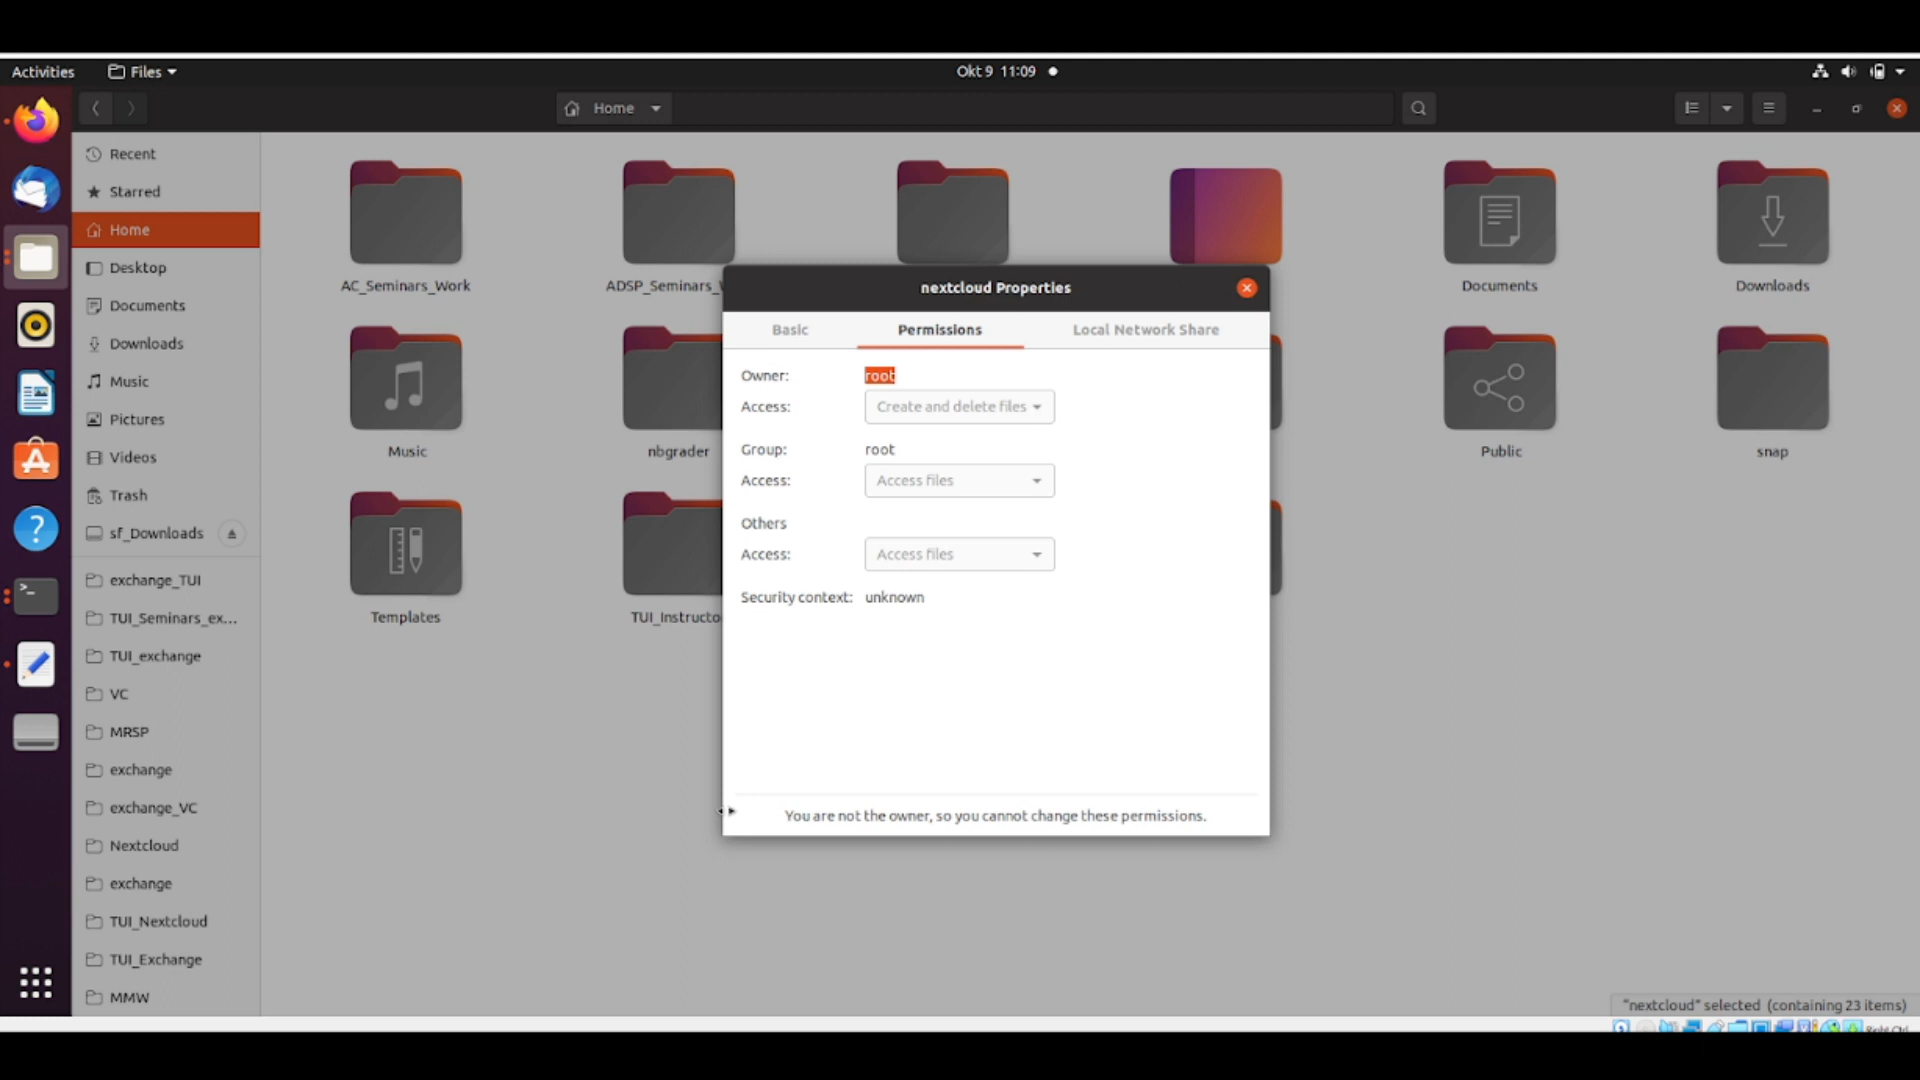 Activities
Files
Okt 9 11:09
Home
Recent
Starred
Home
Desktop
Documents
Downloads
Music
Pictures
Videos
Trash
sf_Downloads
exchange_TUI
TUI_Seminars_ex...
TUI_exchange
VC
MRSP
exchange
exchange_VC
Nextcloud
exchange
TUI_Nextcloud
TUI_Exchange
MMW
AC_Seminars_Work
ADSP_Seminars_
Documents
Downloads
Music
nbgrader
Public
snap
Templates
TUI_Instructo
nextcloud Properties
Basic
Permissions
Local Network Share
Owner: root
Access: Create and delete files
Group: root
Access: Access files
Others
Access: Access files
Security context: unknown
You are not the owner, so you cannot change these permissions.
"nextcloud" selected (containing 23 items)
Right Ctrl